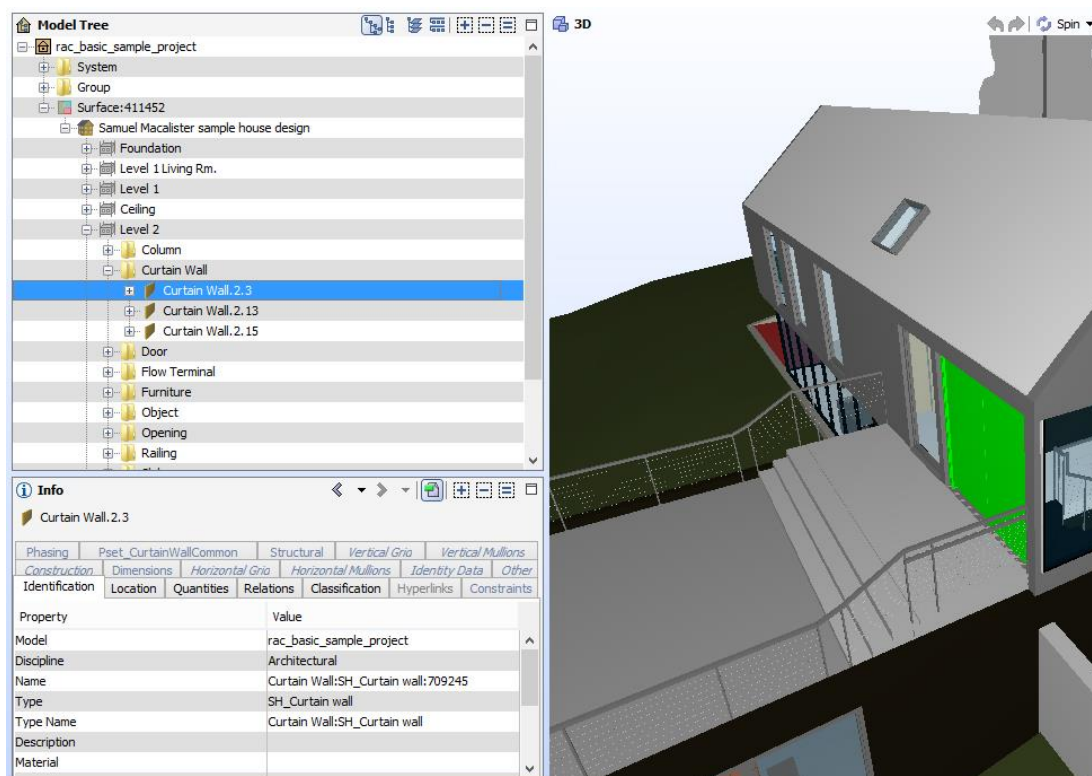 Model Tree
rac_basic_sample_project
System
Group
Surface:411452
Samuel Macalister sample house design
Foundation
Level 1 Living Rm.
Level 1
Ceiling
Level 2
Column
Curtain Wall
Curtain Wall.2.3
Curtain Wall.2.13
Curtain Wall.2.15
Door
Flow Terminal
Furniture
Object
Opening
Railing
Info
Curtain Wall.2.3
Phasing Pset_CurtainWallCommon Structural Vertical Grid Vertical Mullions
Construction Dimensions Horizontal Grid Horizontal Mullions Identity Data Other
Identification Location Quantities Relations Classification Hyperlinks Constraints
Property Value
Model rac_basic_sample_project
Discipline Architectural
Name Curtain Wall:SH_Curtain wall:709245
Type SH_Curtain wall
Type Name Curtain Wall:SH_Curtain wall
Description
Material
3D
Spin